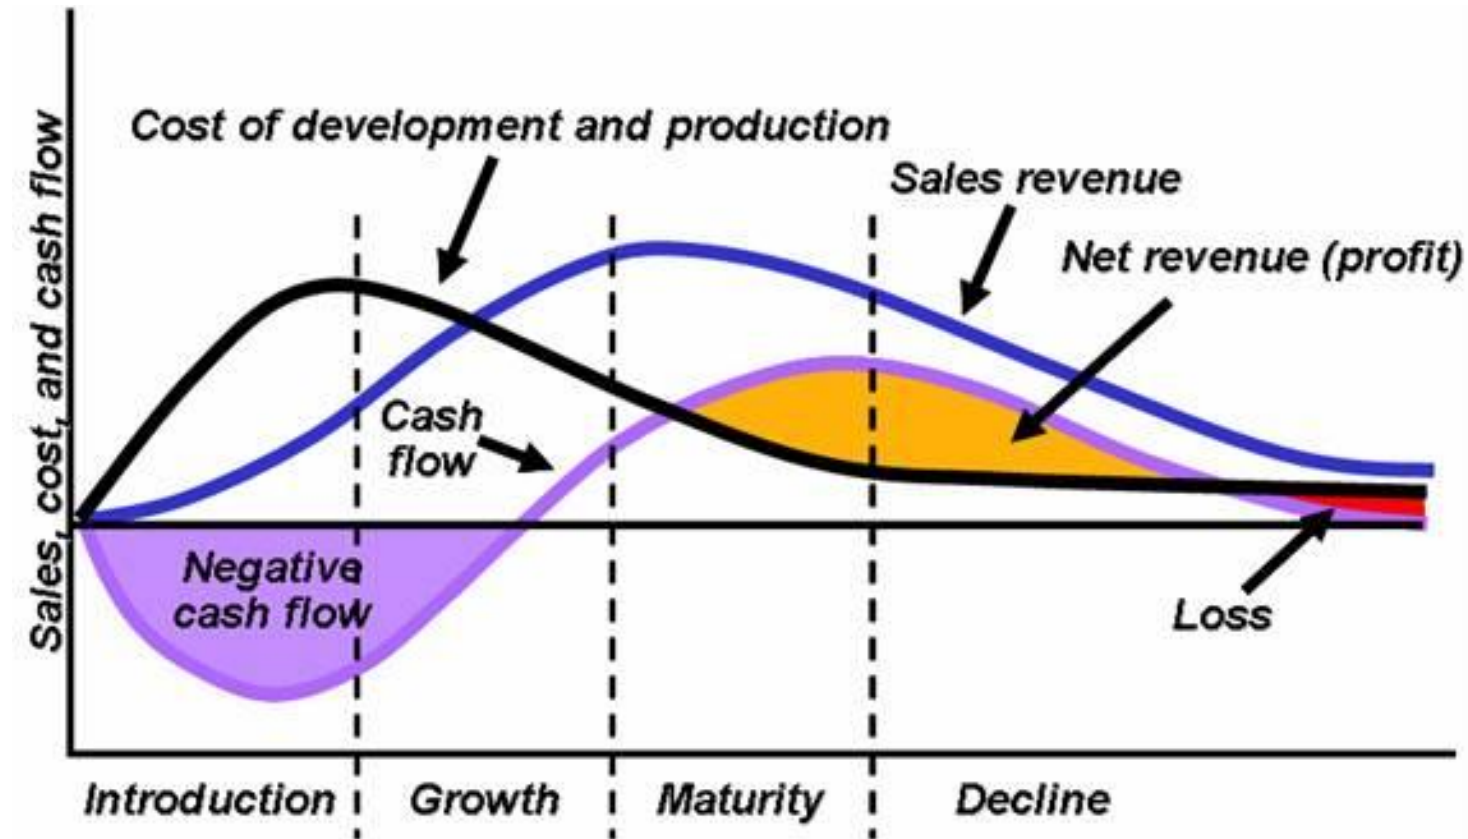 Cost of development and production
Sales revenue
Net revenue (profit)
Sales, cost, and cash flow
Cash
flow
Negative
cash flow
Loss
Introduction
Growth
Maturity
Decline